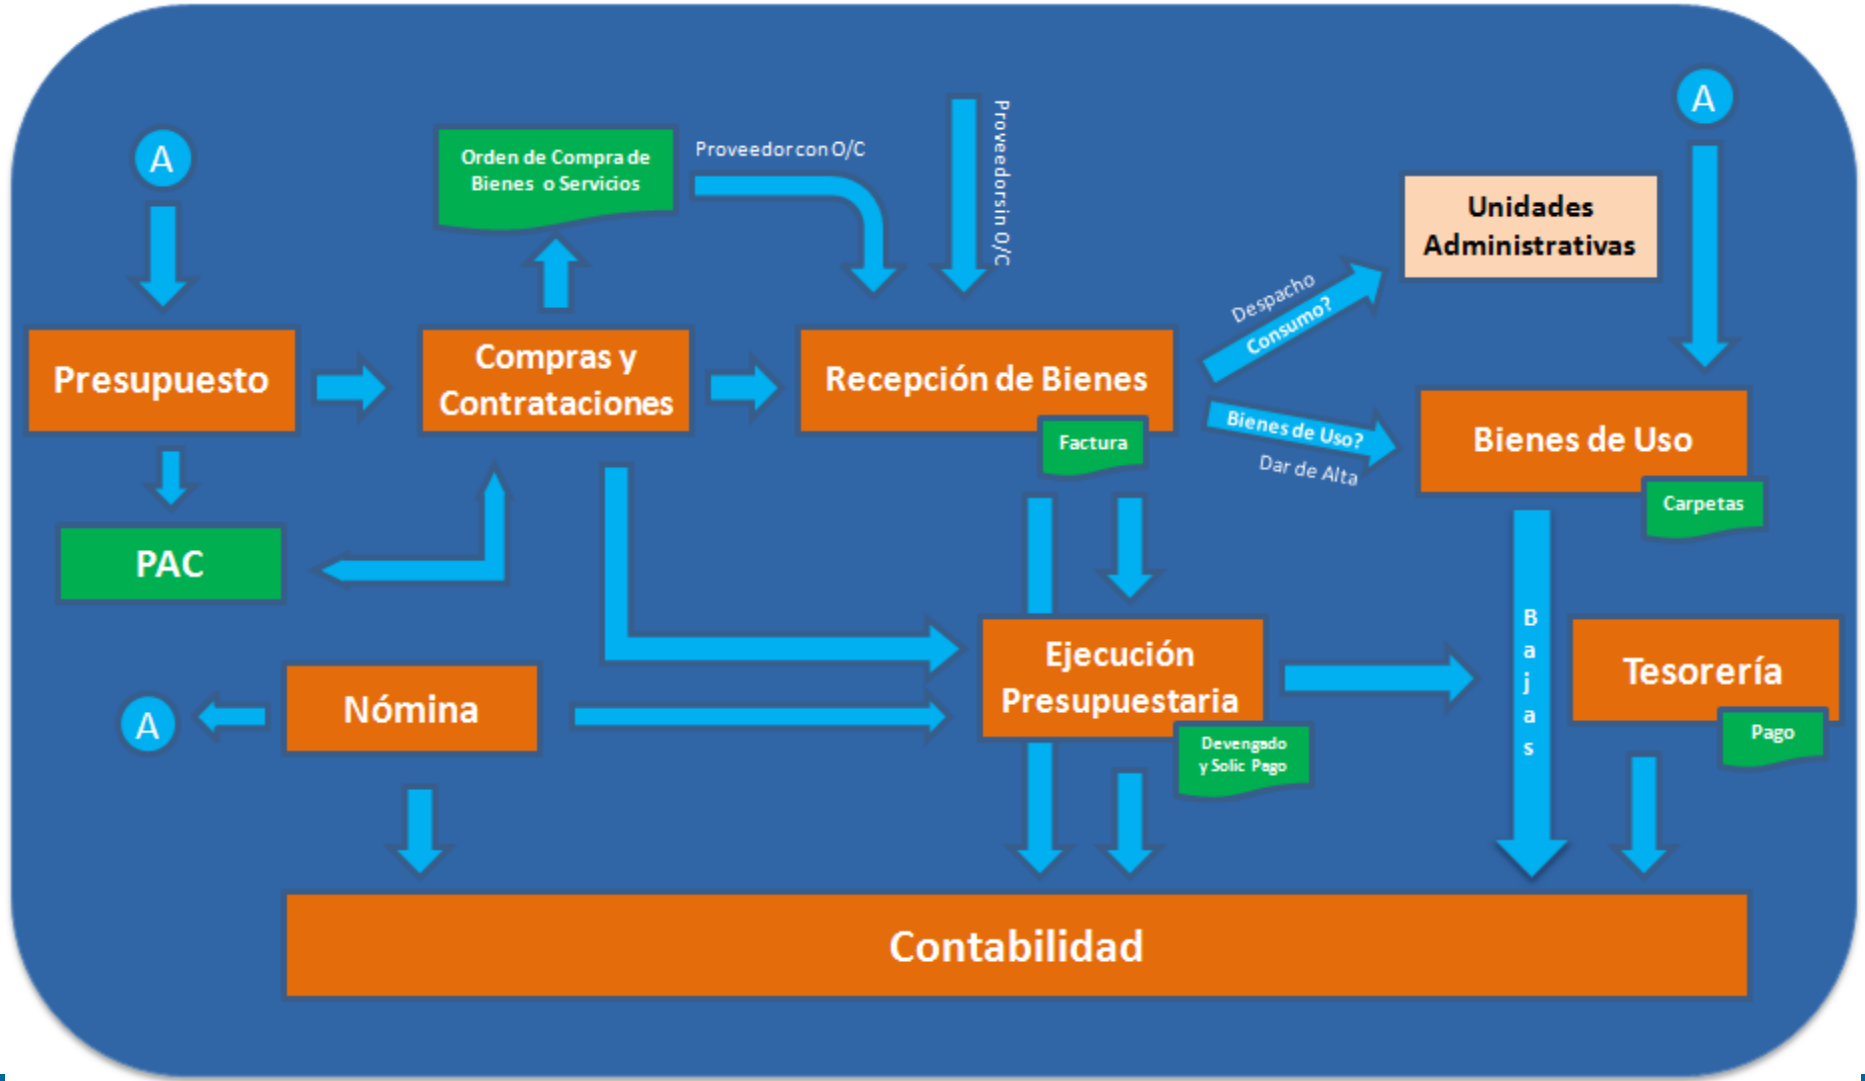 A
A
Orden de Compra de
Bienes o Servicios
Proveedor con O/C
Proveedor sin O/C
Unidades
Administrativas
Despacho
Consumo?
Presupuesto
Compras y
Contrataciones
Recepción de Bienes
Factura
Bienes de Uso?
Dar de Alta
Bienes de Uso
Carpetas
PAC
Nómina
A
Ejecución
Presupuestaria
Devengado
y Solic Pago
Bajas
Tesorería
Pago
Contabilidad